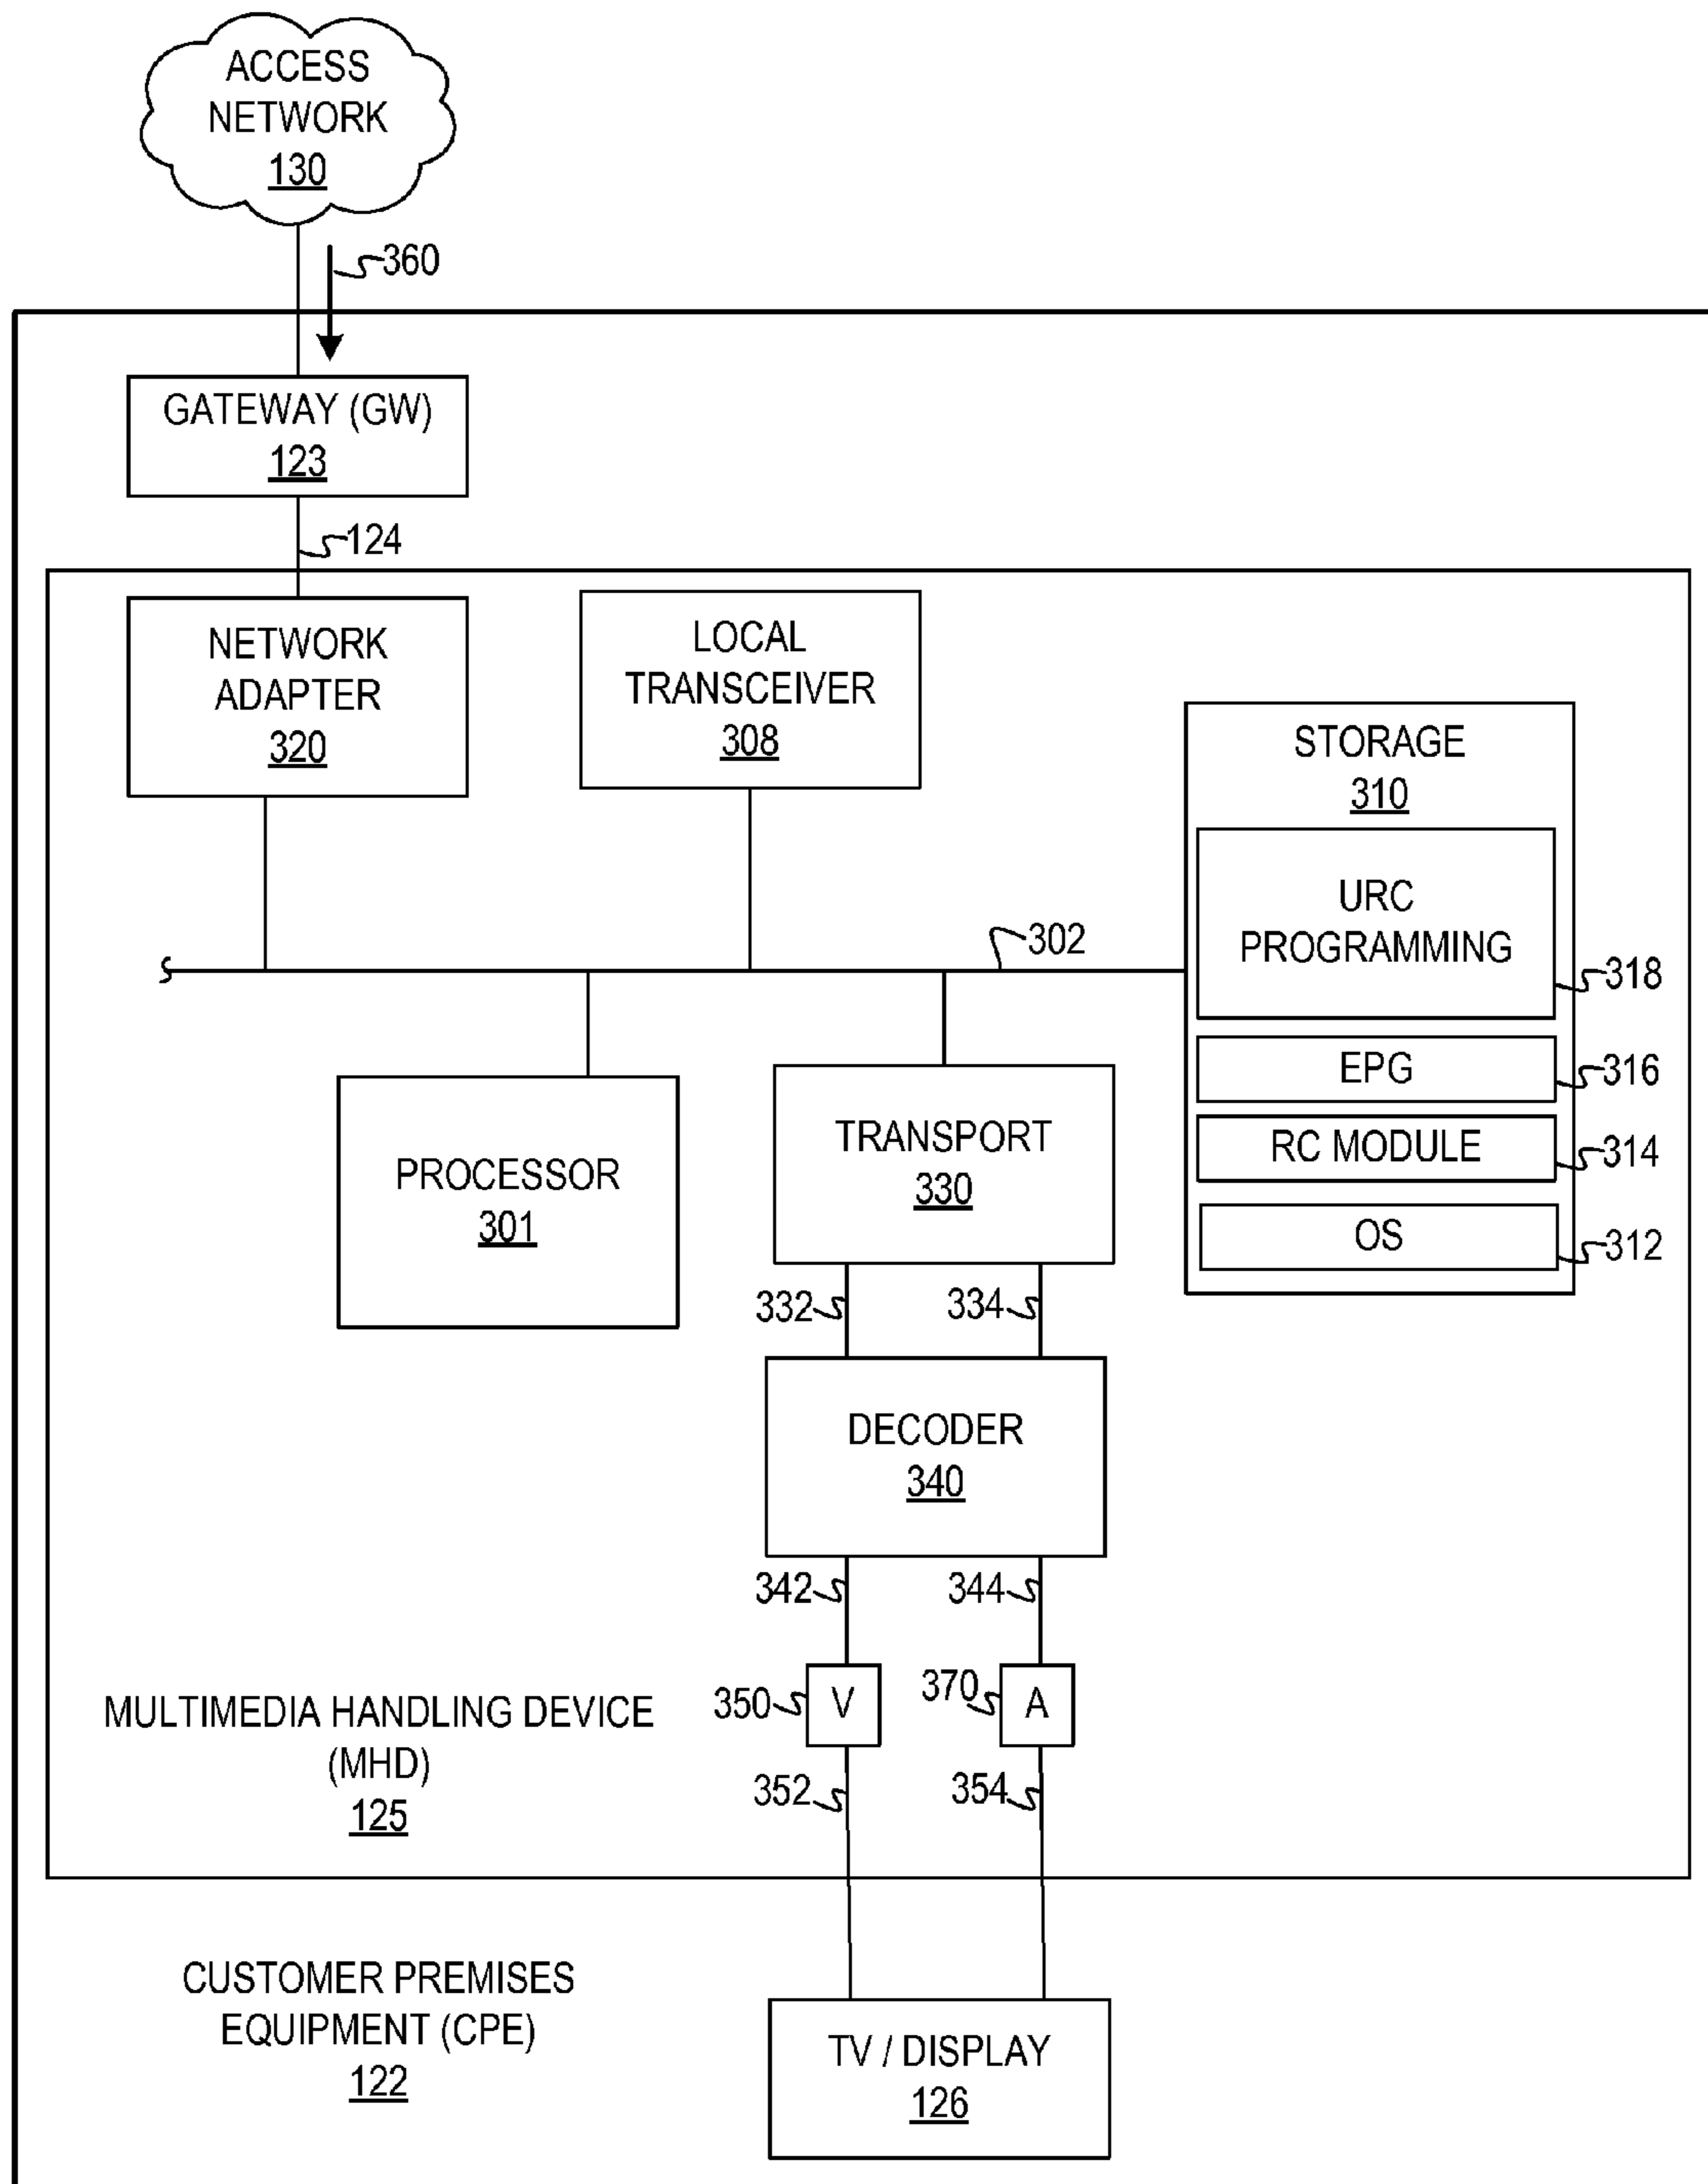 ACCESS
NETWORK
130
360
GATEWAY (GW)
123
124
NETWORK
ADAPTER
320
LOCAL
TRANSCEIVER
308
STORAGE
310
URC
PROGRAMMING
318
302
EPG
316
RC MODULE
314
OS
312
PROCESSOR
301
TRANSPORT
330
332
334
DECODER
340
342
344
350
V
370
A
352
354
MULTIMEDIA HANDLING DEVICE
(MHD)
125
CUSTOMER PREMISES
EQUIPMENT (CPE)
122
TV / DISPLAY
126